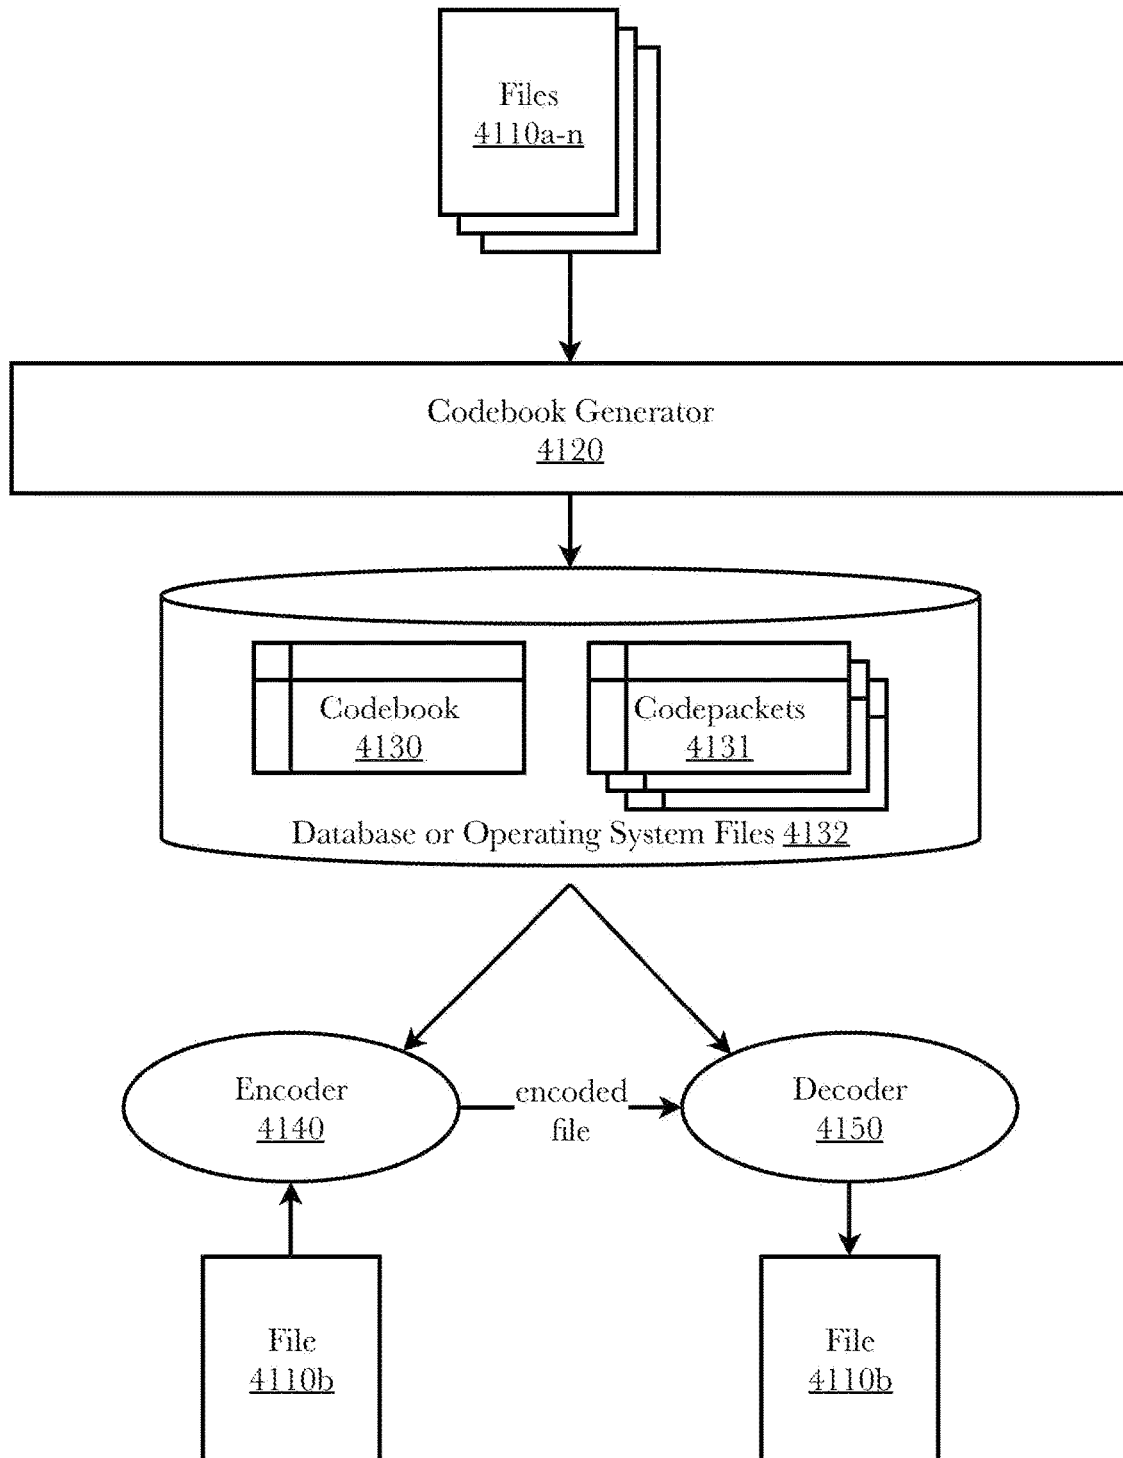 Files
4110a-n
Codebook Generator
4120
Codebook
4130
Codepackets
4131
Database or Operating System Files 4132
Encoder
4140
encoded
file
Decoder
4150
File
4110b
File
4110b